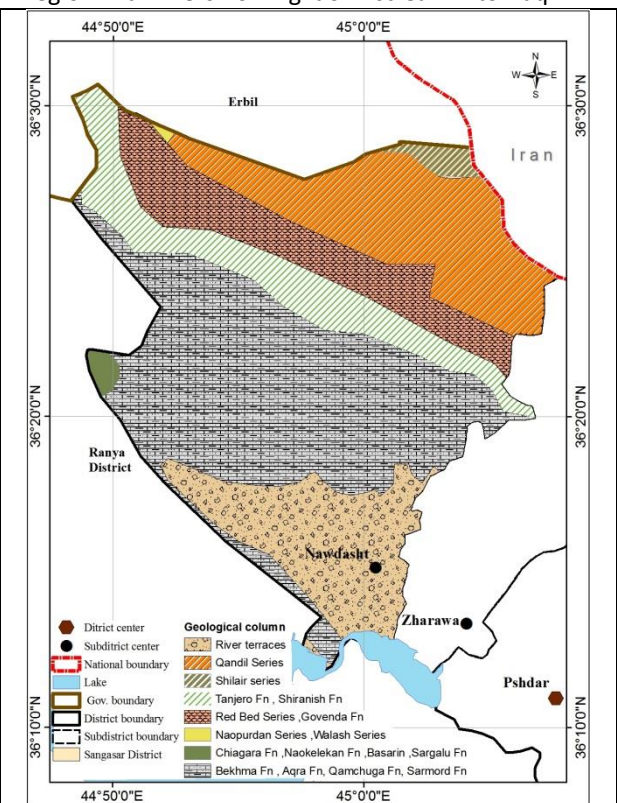 44°50'0"E
45°0'0"E
N
W E
S
Erbil
36°30'0"N
36°30'0"N
Iran
36°20'0"N
36°20'0"N
Ranya
District
Nawdasht
Zharawa
Pshdar
36°10'0"N
36°10'0"N
Ditrict center
Subditrict center
National boundary
Lake
Gov. boundary
District boundary
Subdistrict boundary
Sangasar District
Geological column
River terraces
Qandil Series
Shilair series
Tanjero Fn , Shiranish Fn
Red Bed Series ,Govenda Fn
Naopurdan Series ,Walash Series
Chiagara Fn ,Naokelekan Fn ,Basarin ,Sargalu Fn
Bekhma Fn , Aqra Fn, Qamchuga Fn, Sarmord Fn
44°50'0"E
45°0'0"E